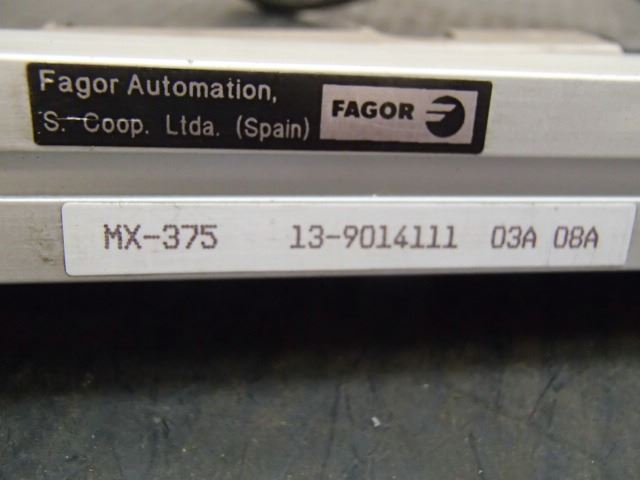 Fagor Automation,
S. Coop. Ltda. (Spain)
FAGOR
MX-375 13-9014111 03A 08A